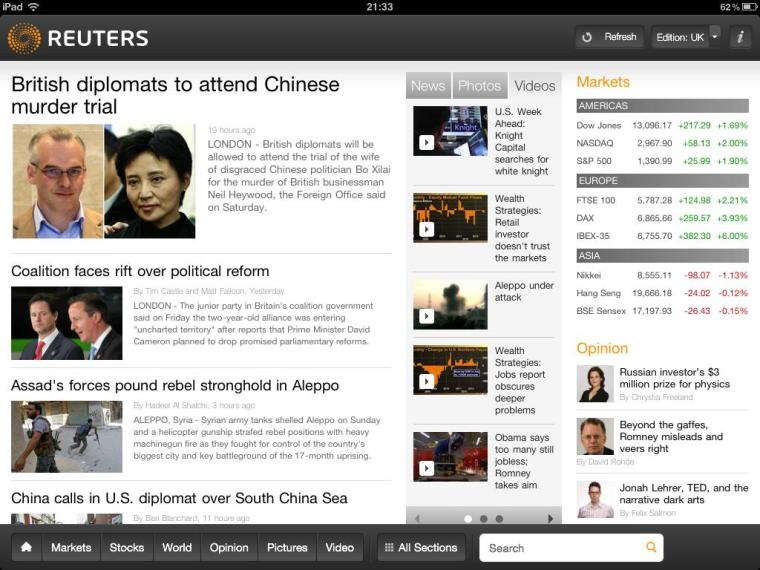 iPad
21:33
62%
REUTERS
Refresh
Edition: UK
i
British diplomats to attend Chinese
murder trial
19 hours ago
LONDON - British diplomats will be
allowed to attend the trial of the wife
of disgraced Chinese politician Bo Xilai
for the murder of British businessman
Neil Heywood, the Foreign Office said
on Saturday.
Coalition faces rift over political reform
By Tim Castle and Matt Falloon, Yesterday
LONDON - The junior party in Britain's coalition government
said on Friday the two-year-old alliance was entering
"uncharted territory" after reports that Prime Minister David
Cameron planned to drop promised parliamentary reforms.
Assad's forces pound rebel stronghold in Aleppo
By Hadeel Al Shalchi, 3 hours ago
ALEPPO, Syria - Syrian army tanks shelled Aleppo on Sunday
and a helicopter gunship strafed rebel positions with heavy
machinegun fire as they fought for control of the country's
biggest city and key battleground of the 17-month uprising.
China calls in U.S. diplomat over South China Sea
By Ben Blanchard, 11 hours ago
News Photos Videos
Knight
U.S. Week
Ahead:
Knight
Capital
searches for
white knight
Wealth
Strategies:
Retail
investor
doesn't trust
the markets
Aleppo under
attack
Wealth
Strategies:
Jobs report
obscures
deeper
problems
Obama says
too many still
jobless;
Romney
takes aim
Markets
AMERICAS
Dow Jones 13,096.17 +217.29 +1.69%
NASDAQ 2,967.90 +58.13 +2.00%
S&P 500 1,390.99 +25.99 +1.90%
EUROPE
FTSE 100 5,787.28 +124.98 +2.21%
DAX 6,865.66 +259.57 +3.93%
IBEX-35 6,755.70 +382.30 +6.00%
ASIA
Nikkei 8,555.11 -98.07 -1.13%
Hang Seng 19,666.18 -24.02 -0.12%
BSE Sensex 17,197.93 -26.43 -0.15%
Opinion
Russian investor's $3
million prize for physics
By Chrystia Freeland
Beyond the gaffes,
Romney misleads and
veers right
By David Rohde
Jonah Lehrer, TED, and the
narrative dark arts
By Felix Salmon
Markets Stocks World Opinion Pictures Video All Sections Search